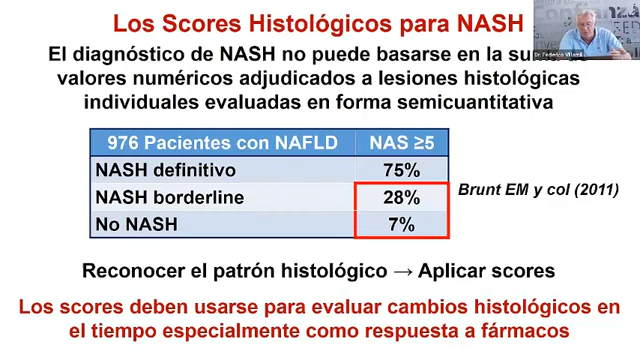 Los Scores Histológicos para NASH
El diagnóstico de NASH no puede basarse en la
valores numéricos adjudicados a lesiones histológicas
individuales evaluadas en forma semicuantitativa
976 Pacientes con NAFLD NAS ≥5
NASH definitivo 75%
NASH borderline 28%
No NASH 7%
Brunt EM y col (2011)
Reconocer el patrón histológico → Aplicar scores
Los scores deben usarse para evaluar cambios histológicos en
el tiempo especialmente como respuesta a fármacos
Dr. Federico